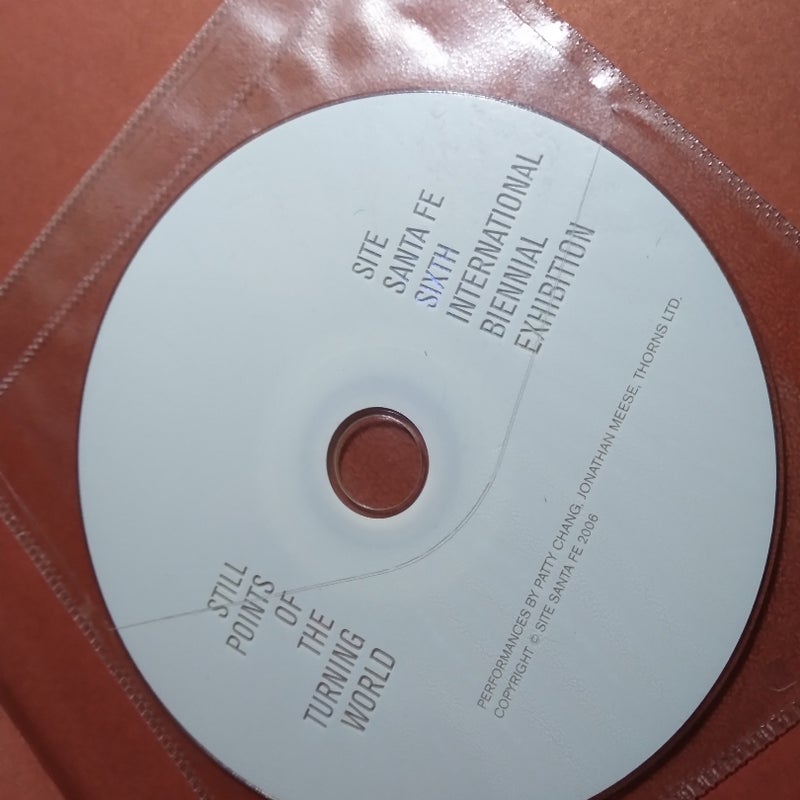 SITE
SANTA FE
SIXTH
INTERNATIONAL
BIENNIAL
EXHIBITION
STILL
POINTS
OF
THE
TURNING
WORLD
PERFORMANCES BY PATTY CHANG, JONATHAN MEESE, THORNS LTD.
COPYRIGHT © SITE SANTA FE 2006